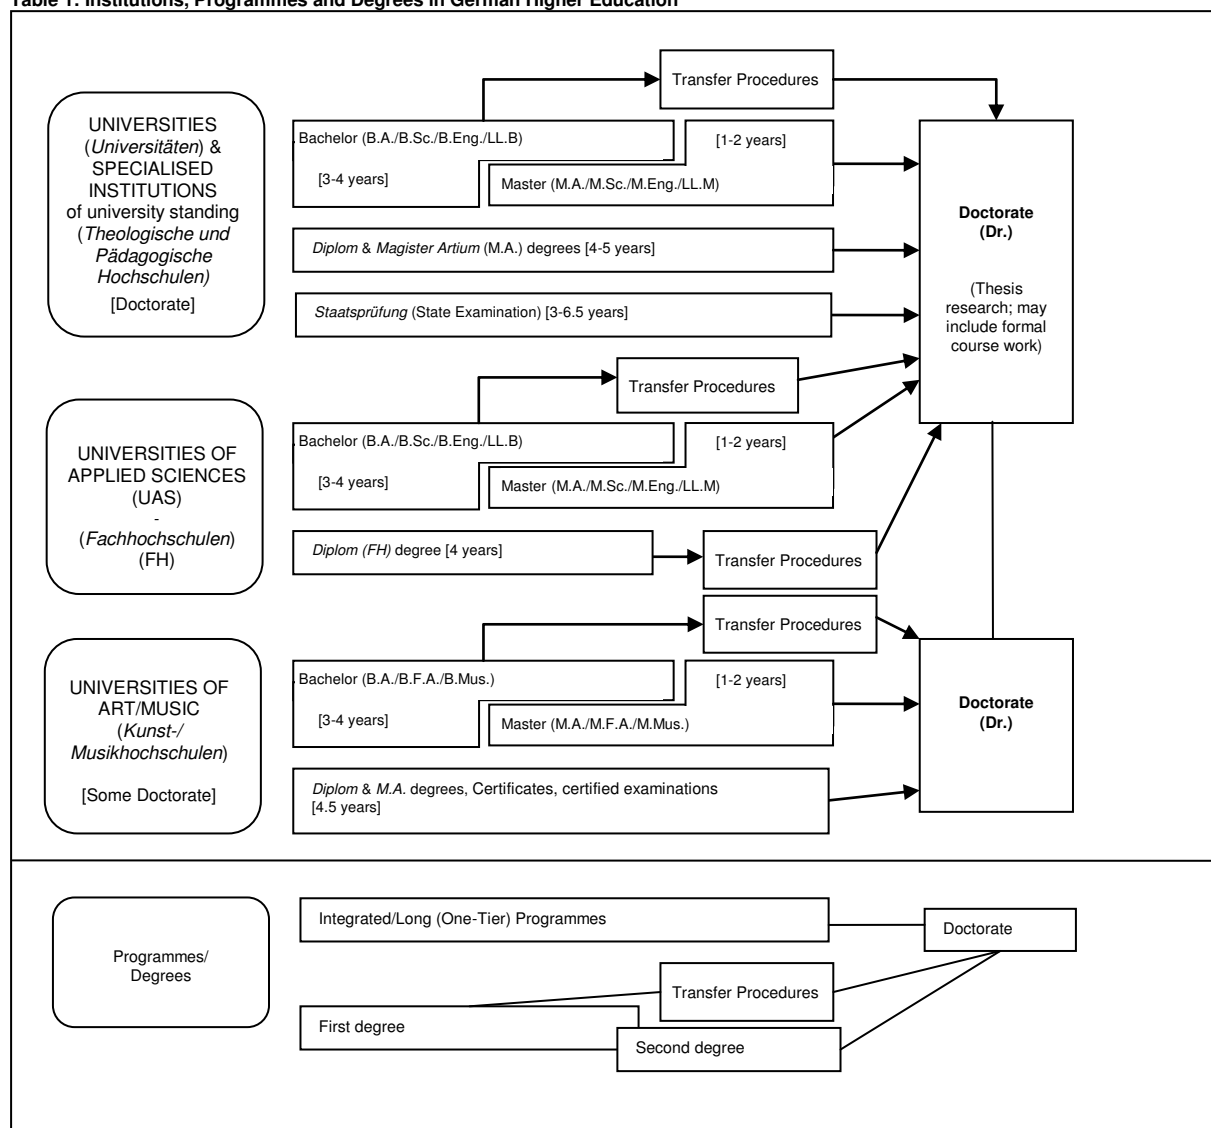 Table 1: Institutions, Programmes and Degrees in German Higher Education
Transfer Procedures
UNIVERSITIES
(Universitäten) &
SPECIALISED
INSTITUTIONS
of university standing
(Theologische und
Pädagogische
Hochschulen)
[Doctorate]
Bachelor (B.A./B.Sc./B.Eng./LL.B)
[3-4 years]
[1-2 years]
Master (M.A./M.Sc./M.Eng./LL.M)
Diplom & Magister Artium (M.A.) degrees [4-5 years]
Staatsprüfung (State Examination) [3-6.5 years]
Doctorate
(Dr.)
(Thesis
research; may
include formal
course work)
Transfer Procedures
UNIVERSITIES OF
APPLIED SCIENCES
(UAS)
-
(Fachhochschulen)
(FH)
Bachelor (B.A./B.Sc./B.Eng./LL.B)
[3-4 years]
[1-2 years]
Master (M.A./M.Sc./M.Eng./LL.M)
Diplom (FH) degree [4 years]
Transfer Procedures
Transfer Procedures
UNIVERSITIES OF
ART/MUSIC
(Kunst-/
Musikhochschulen)
[Some Doctorate]
Bachelor (B.A./B.F.A./B.Mus.)
[3-4 years]
[1-2 years]
Master (M.A./M.F.A./M.Mus.)
Diplom & M.A. degrees, Certificates, certified examinations
[4.5 years]
Doctorate
(Dr.)
Programmes/
Degrees
Integrated/Long (One-Tier) Programmes
Doctorate
Transfer Procedures
First degree
Second degree